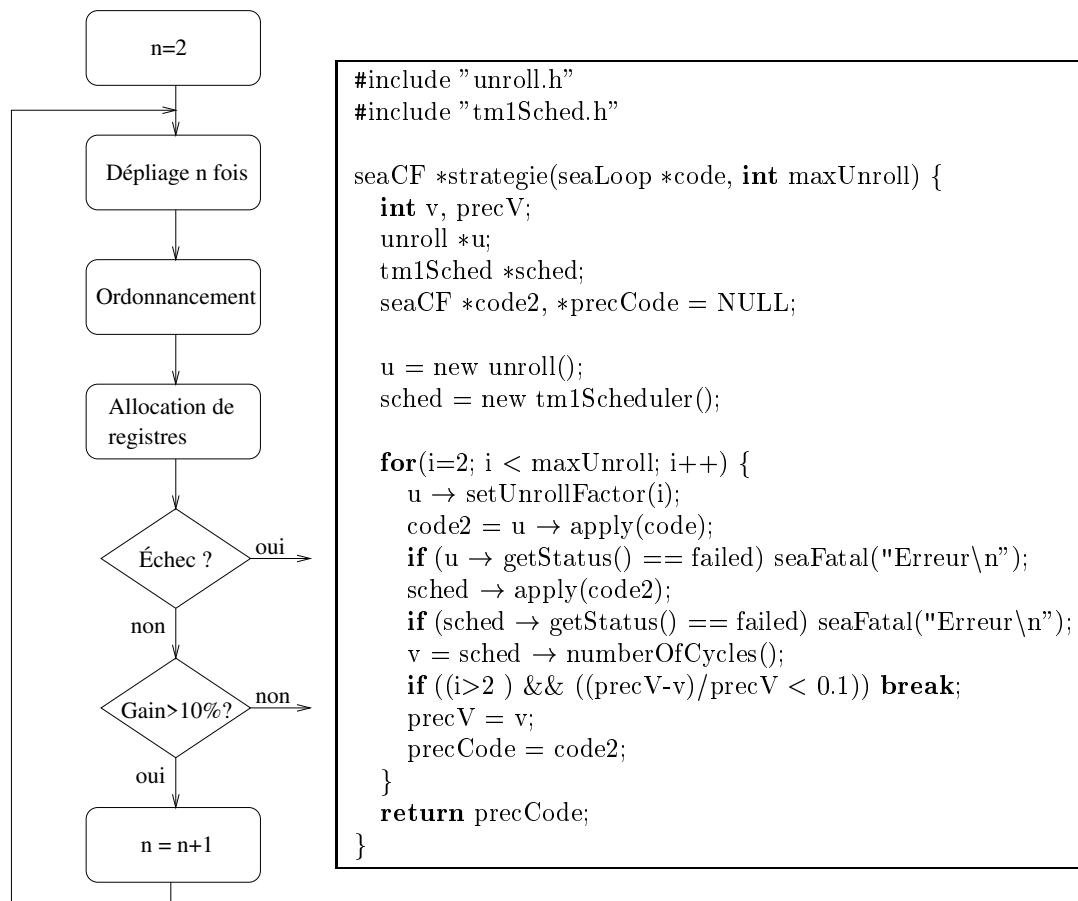 n=2
Dépliage n fois
Ordonnancement
Allocation de
registres
Échec ?
oui
non
Gain>10%?
non
oui
n = n+1
#include "unroll.h"
#include "tm1Sched.h"
seaCF *strategie(seaLoop *code, int maxUnroll) {
int v, precV;
unroll *u;
tm1Sched *sched;
seaCF *code2, *precCode = NULL;
u = new unroll();
sched = new tm1Scheduler();
for(i=2; i < maxUnroll; i++) {
u → setUnrollFactor(i);
code2 = u → apply(code);
if (u → getStatus() == failed) seaFatal("Erreur\n");
sched → apply(code2);
if (sched → getStatus() == failed) seaFatal("Erreur\n");
v = sched → numberOfCycles();
if ((i>2 ) && ((precV-v)/precV < 0.1)) break;
precV = v;
precCode = code2;
}
return precCode;
}